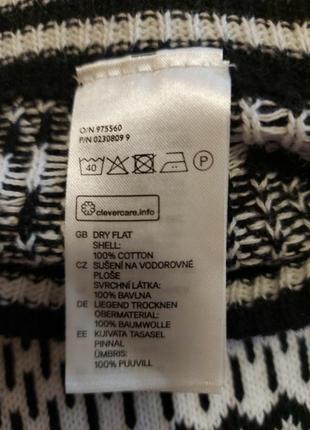 O/N 975560
P/N 0230809 9
40 P
clevercare.info
GB DRY FLAT
SHELL:
100% COTTON
CZ SUŠENÍ NA VODOROVNÉ
PLOŠE
SVRCHNÍ LÁTKA:
100% BAVLNA
DE LIEGEND TROCKNEN
OBERMATERIAL:
100% BAUMWOLLE
EE KUIVATA TASASEL
PINNAL
ÜMBRIS:
100% PUUVILL